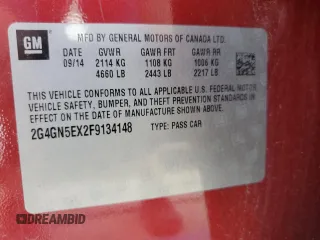 GM
MFD BY GENERAL MOTORS OF CANADA LTD.
DATE GVWR GAWR FRT GAWR RR
09/14 2114 KG 1108 KG 1006 KG
4660 LB 2443 LB 2217 LB
THIS VEHICLE CONFORMS TO ALL APPLICABLE U.S. FEDERAL MOTOR
VEHICLE SAFETY, BUMPER, AND THEFT PREVENTION STANDARDS IN
EFFECT ON THE DATE OF MANUFACTURE SHOWN ABOVE.
2G4GN5EX2F9134148 TYPE: PASS CAR
DREAMBID